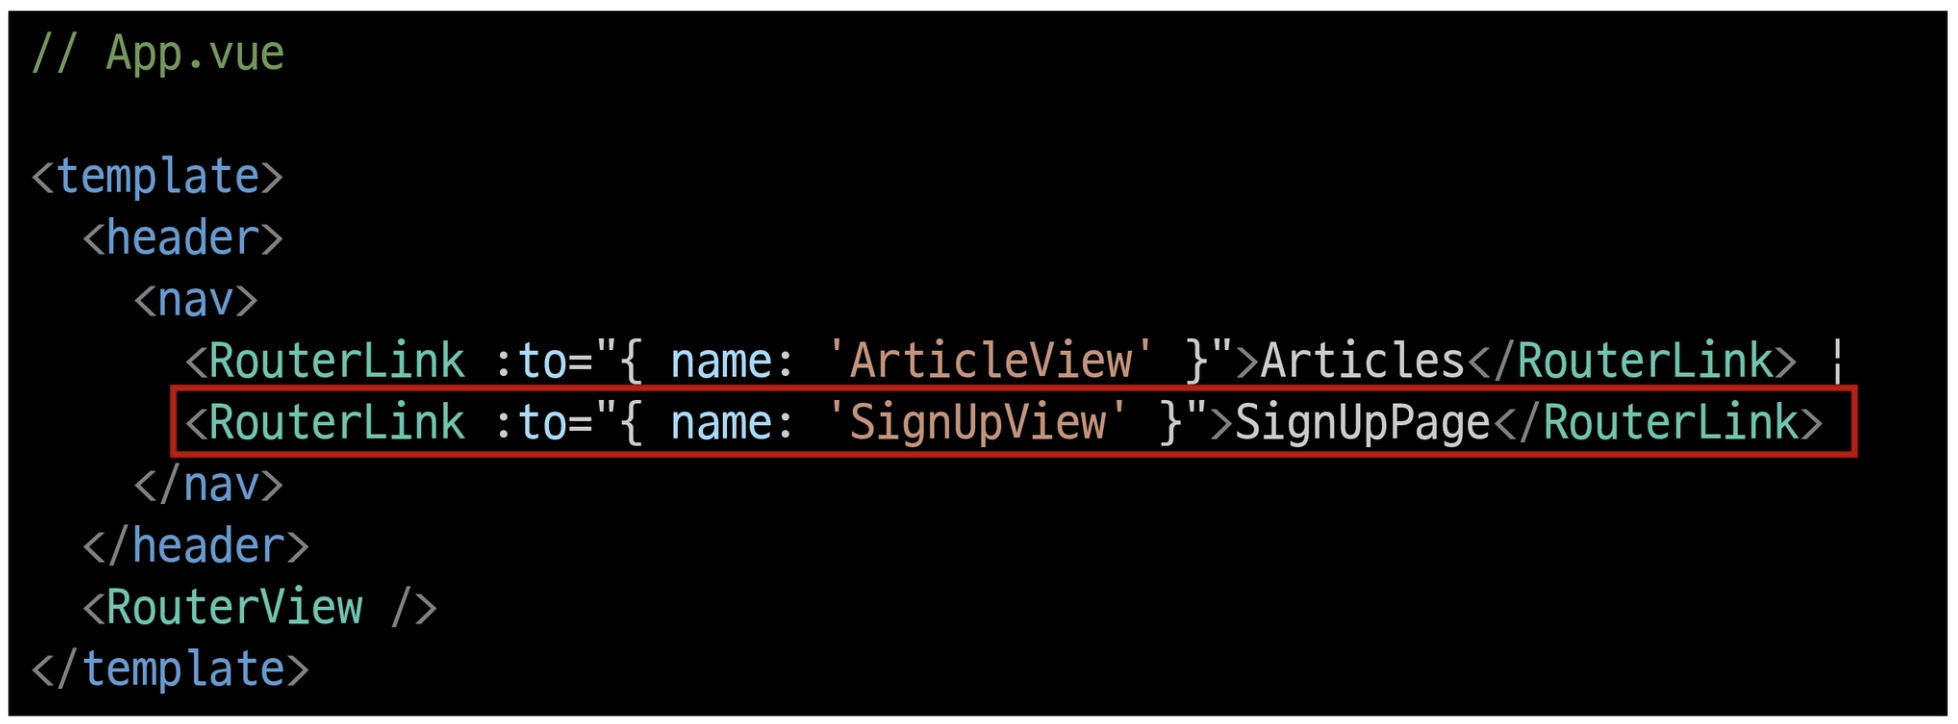 // App.vue
<template>
<header>
<nav>
<RouterLink :to="{ name: 'ArticleView' }">Articles</RouterLink> |
<RouterLink :to="{ name: 'SignUpView' }">SignUpPage</RouterLink>
</nav>
</header>
<RouterView />
</template>